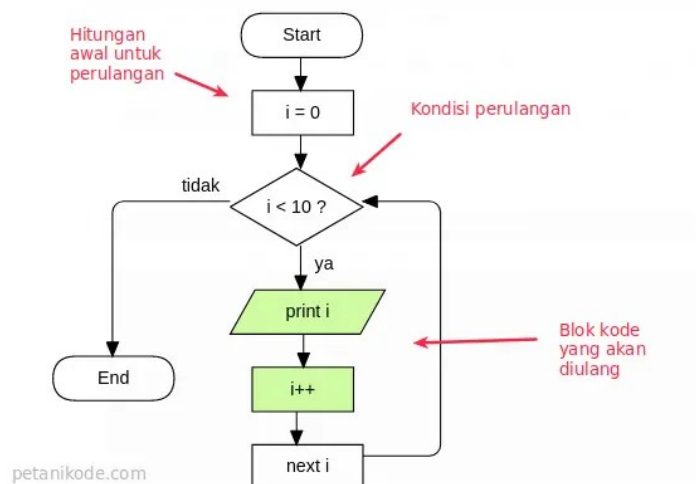 Hitungan
awal untuk
perulangan
Start
i = 0
Kondisi perulangan
tidak
i < 10 ?
ya
print i
Blok kode
yang akan
diulang
End
i++
next i
petanikode.com